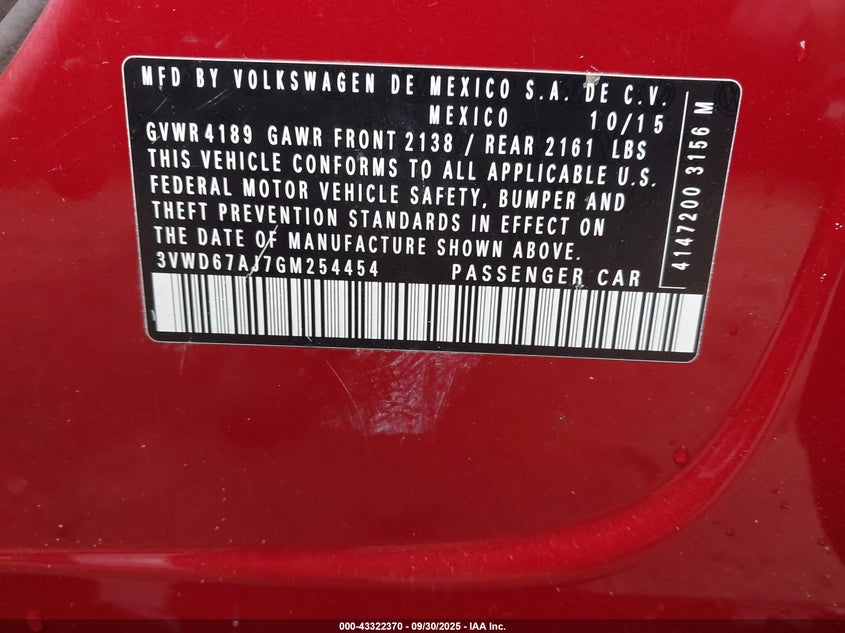 MFD BY VOLKSWAGEN DE MEXICO S.A. DE C.V.
MEXICO 10/15
GVWR 4189 GAWR FRONT 2138 / REAR 2161 LBS
THIS VEHICLE CONFORMS TO ALL APPLICABLE U.S.
FEDERAL MOTOR VEHICLE SAFETY, BUMPER AND
THEFT PREVENTION STANDARDS IN EFFECT ON
THE DATE OF MANUFACTURE SHOWN ABOVE.
3VWD67AJ7GM254454 PASSENGER CAR
4147200 3156 M
000-43322370 - 09/30/2025 - IAA Inc.